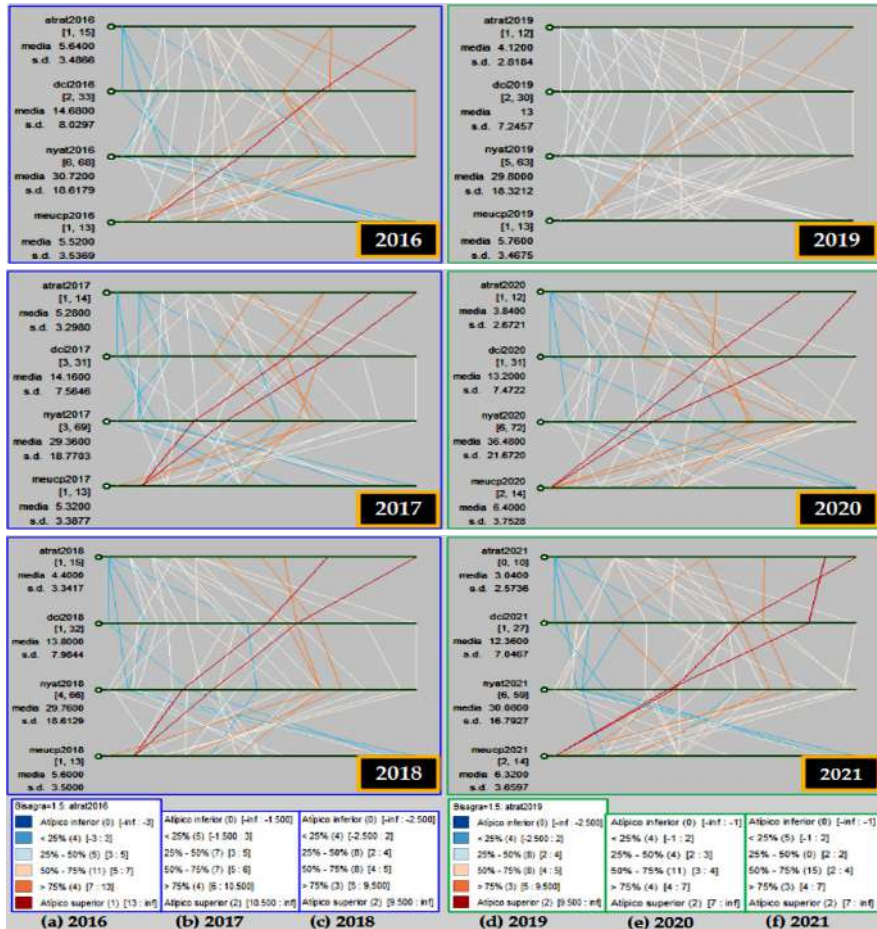 atrat2016
[1, 15]
media 5.6400
s.d. 3.4866
dci2016
[2, 33]
media 14.6800
s.d. 8.0297
nyat2016
[6, 68]
media 30.7200
s.d. 18.6179
meucp2016
[1, 13]
media 5.5200
s.d. 3.5369
2016
atrat2019
[1, 12]
media 4.1200
s.d. 2.8184
dci2019
[2, 30]
media 13
s.d. 7.2457
nyat2019
[5, 63]
media 29.8000
s.d. 18.3212
meucp2019
[1, 13]
media 5.7600
s.d. 3.4675
2019
atrat2017
[1, 14]
media 5.2800
s.d. 3.2980
dci2017
[3, 31]
media 14.1600
s.d. 7.5646
nyat2017
[3, 69]
media 29.3600
s.d. 18.7703
meucp2017
[1, 13]
media 5.3200
s.d. 3.3877
2017
atrat2020
[1, 12]
media 3.8400
s.d. 2.6721
dci2020
[1, 31]
media 13.2000
s.d. 7.4722
nyat2020
[6, 72]
media 36.4800
s.d. 21.6720
meucp2020
[2, 14]
media 6.4000
s.d. 3.7528
2020
atrat2018
[1, 15]
media 4.4000
s.d. 3.3417
dci2018
[1, 32]
media 13.8000
s.d. 7.9844
nyat2018
[4, 66]
media 29.7600
s.d. 18.6129
meucp2018
[1, 13]
media 5.6000
s.d. 3.5000
2018
atrat2021
[0, 10]
media 3.0400
s.d. 2.5736
dci2021
[1, 27]
media 12.3600
s.d. 7.0467
nyat2021
[6, 59]
media 30.0800
s.d. 16.7927
meucp2021
[2, 14]
media 6.3200
s.d. 3.6597
2021
Bisagra=1.5: atrat2016
Atípico inferior (0) [-inf : -3]
< 25% (4) [-3 : 3]
25% - 50% (5) [3 : 5]
50% - 75% (11) [5 : 7]
> 75% (4) [7 : 13]
Atípico superior (1) [13 : inf]
(a) 2016
Atípico inferior (0) [-inf : -1.500]
< 25% (5) [-1.500 : 3]
25% - 50% (7) [3 : 5]
50% - 75% (7) [5 : 6]
> 75% (4) [6 : 10.500]
Atípico superior (2) [10.500 : inf]
(b) 2017
Atípico inferior (0) [-inf : -2.500]
< 25% (4) [-2.500 : 2]
25% - 50% (8) [2 : 4]
50% - 75% (8) [4 : 5]
> 75% (3) [5 : 9.500]
Atípico superior (2) [9.500 : inf]
(c) 2018
Bisagra=1.5: atrat2019
Atípico inferior (0) [-inf : -2.500]
< 25% (4) [-2.500 : 2]
25% - 50% (8) [2 : 4]
50% - 75% (8) [4 : 5]
> 75% (3) [5 : 9.500]
Atípico superior (2) [9.500 : inf]
(d) 2019
Atípico inferior (0) [-inf : -1]
< 25% (4) [-1 : 2]
25% - 50% (4) [2 : 3]
50% - 75% (11) [3 : 4]
> 75% (4) [4 : 7]
Atípico superior (2) [7 : inf]
(e) 2020
Atípico inferior (0) [-inf : -1]
< 25% (5) [-1 : 2]
25% - 50% (0) [2 : 2]
50% - 75% (15) [2 : 4]
> 75% (3) [4 : 7]
Atípico superior (2) [7 : inf]
(f) 2021